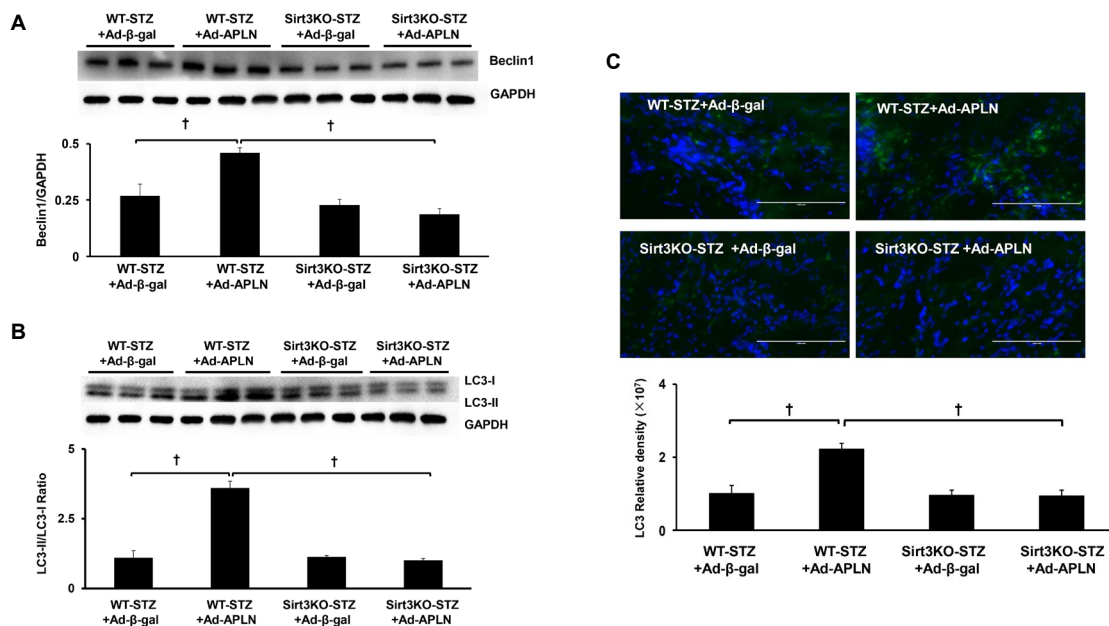 A
WT-STZ WT-STZ Sirt3KO-STZ Sirt3KO-STZ
+Ad-β-gal +Ad-APLN +Ad-β-gal +Ad-APLN
Beclin1
GAPDH
† †
0.5
0.25
0
Beclin1/GAPDH
WT-STZ WT-STZ Sirt3KO-STZ Sirt3KO-STZ
+Ad-β-gal +Ad-APLN +Ad-β-gal +Ad-APLN
B
WT-STZ WT-STZ Sirt3KO-STZ Sirt3KO-STZ
+Ad-β-gal +Ad-APLN +Ad-β-gal +Ad-APLN
LC3-I
LC3-II
GAPDH
† †
5
2.5
0
LC3-II/LC3-I Ratio
WT-STZ WT-STZ Sirt3KO-STZ Sirt3KO-STZ
+Ad-β-gal +Ad-APLN +Ad-β-gal +Ad-APLN
C
WT-STZ+Ad-β-gal WT-STZ+Ad-APLN
Sirt3KO-STZ +Ad-β-gal Sirt3KO-STZ +Ad-APLN
† †
4
2
0
LC3 Relative density (×10⁷)
WT-STZ WT-STZ Sirt3KO-STZ Sirt3KO-STZ
+Ad-β-gal +Ad-APLN +Ad-β-gal +Ad-APLN